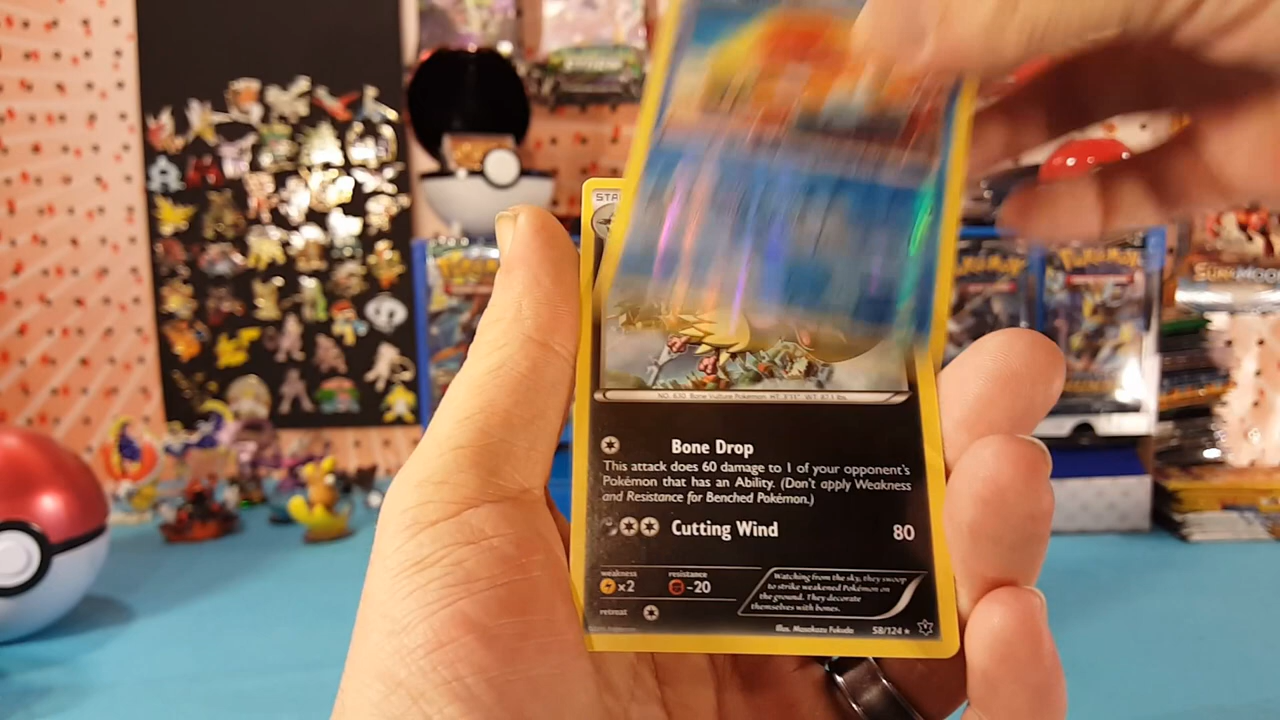 STA
NO. 630 Bone Vulture Pokémon HT: 3'11" WT: 87.1 lbs.
Bone Drop
This attack does 60 damage to 1 of your opponent's
Pokémon that has an Ability. (Don't apply Weakness
and Resistance for Benched Pokémon.)
Cutting Wind 80
weakness resistance
×2 -20
retreat
Watching from the sky, they swoop
to strike weakened Pokémon on
the ground. They decorate
themselves with bones.
Illus. Masakazu Fukuda 58/124 ★
POKéMON
POKéMON
SUN & MOON